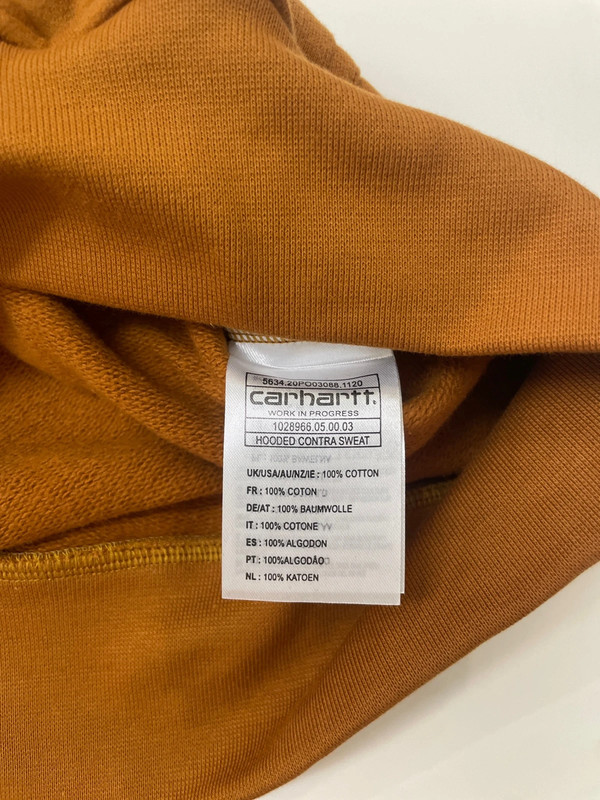 5634.20PO03088.1120
carhartt.
WORK IN PROGRESS
1028966.05.00.03
HOODED CONTRA SWEAT
UK/USA/AU/NZ/IE : 100% COTTON
FR : 100% COTON
DE/AT : 100% BAUMWOLLE
IT : 100% COTONE
ES : 100% ALGODON
PT : 100%ALGODÃO
NL : 100% KATOEN